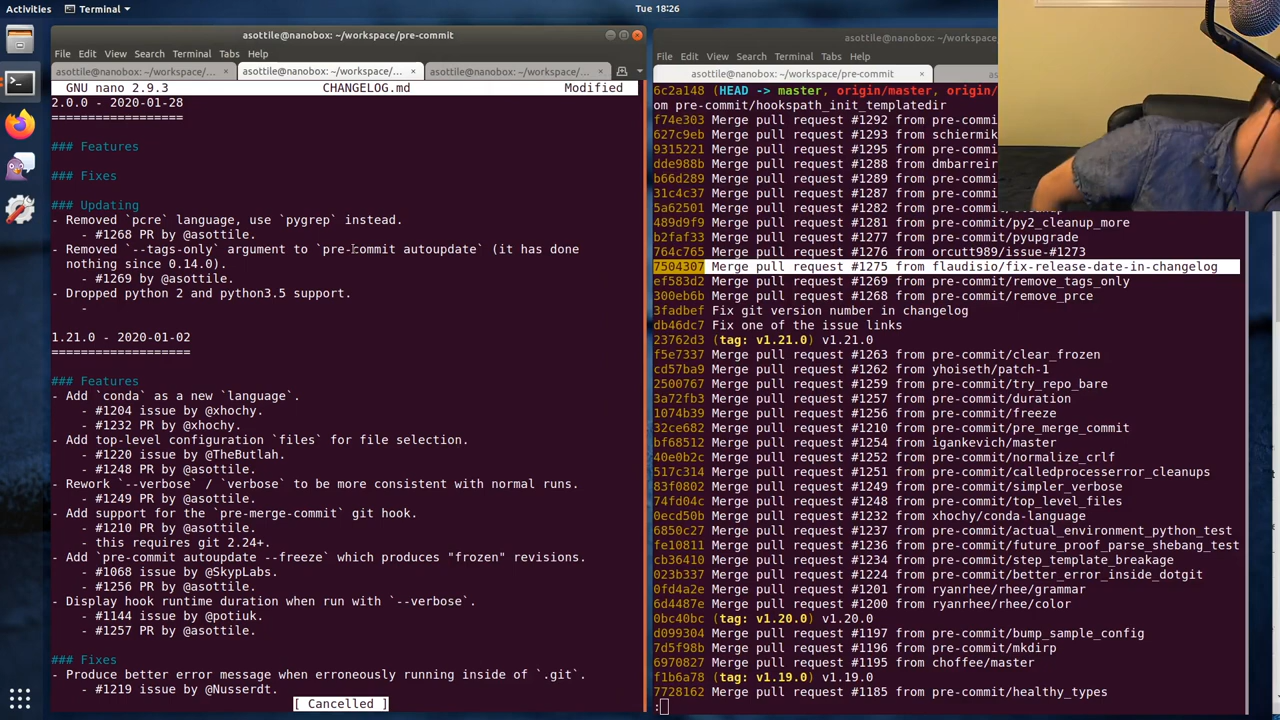 Activities
Terminal
Tue 18:26
asottile@nanobox: ~/workspace/pre-commit
File Edit View Search Terminal Tabs Help
asottile@nanobox: ~/workspace/... × asottile@nanobox: ~/workspace/... × asottile@nanobox: ~/workspace/... ×
GNU nano 2.9.3 CHANGELOG.md Modified
2.0.0 - 2020-01-28
==================
### Features
### Fixes
### Updating
- Removed `pcre` language, use `pygrep` instead.
- #1268 PR by @asottile.
- Removed `--tags-only` argument to `pre-commit autoupdate` (it has done
nothing since 0.14.0).
- #1269 by @asottile.
- Dropped python 2 and python3.5 support.
-
1.21.0 - 2020-01-02
===================
### Features
- Add `conda` as a new `language`.
- #1204 issue by @xhochy.
- #1232 PR by @xhochy.
- Add top-level configuration `files` for file selection.
- #1220 issue by @TheButlah.
- #1248 PR by @asottile.
- Rework `--verbose` / `verbose` to be more consistent with normal runs.
- #1249 PR by @asottile.
- Add support for the `pre-merge-commit` git hook.
- #1210 PR by @asottile.
- this requires git 2.24+.
- Add `pre-commit autoupdate --freeze` which produces "frozen" revisions.
- #1068 issue by @SkypLabs.
- #1256 PR by @asottile.
- Display hook runtime duration when run with `--verbose`.
- #1144 issue by @potiuk.
- #1257 PR by @asottile.
### Fixes
- Produce better error message when erroneously running inside of `.git`.
- #1219 issue by @Nusserdt.
[ Cancelled ]
asottile@nanobox: ~/workspace/pre-commit
File Edit View Search Terminal Tabs Help
asottile@nanobox: ~/workspace/pre-commit ×
6c2a148 (HEAD -> master, origin/master, origin/
om pre-commit/hookspath_init_templatedir
f74e303 Merge pull request #1292 from pre-commi
627c9eb Merge pull request #1293 from schiermik
9315221 Merge pull request #1295 from pre-commi
dde988b Merge pull request #1288 from dmbarreir
b66d289 Merge pull request #1289 from pre-commi
31c4c37 Merge pull request #1287 from pre-commi
5a62501 Merge pull request #1282 from
489d9f9 Merge pull request #1281 from pre-commit/py2_cleanup_more
b2faf33 Merge pull request #1277 from pre-commit/pyupgrade
764c765 Merge pull request #1276 from orcutt989/issue-#1273
7504307 Merge pull request #1275 from flaudisio/fix-release-date-in-changelog
ef583d2 Merge pull request #1269 from pre-commit/remove_tags_only
300eb6b Merge pull request #1268 from pre-commit/remove_prce
3fadbef Fix git version number in changelog
db46dc7 Fix one of the issue links
23762d3 (tag: v1.21.0) v1.21.0
f5e7337 Merge pull request #1263 from pre-commit/clear_frozen
cd57ba9 Merge pull request #1262 from yhoiseth/patch-1
2500767 Merge pull request #1259 from pre-commit/try_repo_bare
3a72fb3 Merge pull request #1258 from pre-commit/duration
1074b39 Merge pull request #1256 from pre-commit/freeze
32ce682 Merge pull request #1210 from pre-commit/pre_merge_commit
bf68512 Merge pull request #1254 from igankevich/master
40e0b2c Merge pull request #1252 from pre-commit/normalize_crlf
517c314 Merge pull request #1251 from pre-commit/calledprocesserror_cleanups
83f0802 Merge pull request #1249 from pre-commit/simpler_verbose
74fd04c Merge pull request #1248 from pre-commit/top_level_files
0ecd50b Merge pull request #1232 from xhochy/conda-language
6850c27 Merge pull request #1237 from pre-commit/actual_environment_python_test
fe10811 Merge pull request #1236 from pre-commit/future_proof_parse_shebang_test
cb36410 Merge pull request #1234 from pre-commit/step_template_breakage
023b337 Merge pull request #1224 from pre-commit/better_error_inside_dotgit
0fd4a2e Merge pull request #1201 from ryanrhee/rhee/grammar
6d4487e Merge pull request #1200 from ryanrhee/rhee/color
0bc40bc (tag: v1.20.0) v1.20.0
d099304 Merge pull request #1197 from pre-commit/bump_sample_config
7d5f98b Merge pull request #1196 from pre-commit/mkdirp
6970827 Merge pull request #1195 from choffee/master
f1b6a78 (tag: v1.19.0) v1.19.0
7728162 Merge pull request #1185 from pre-commit/healthy_types
: